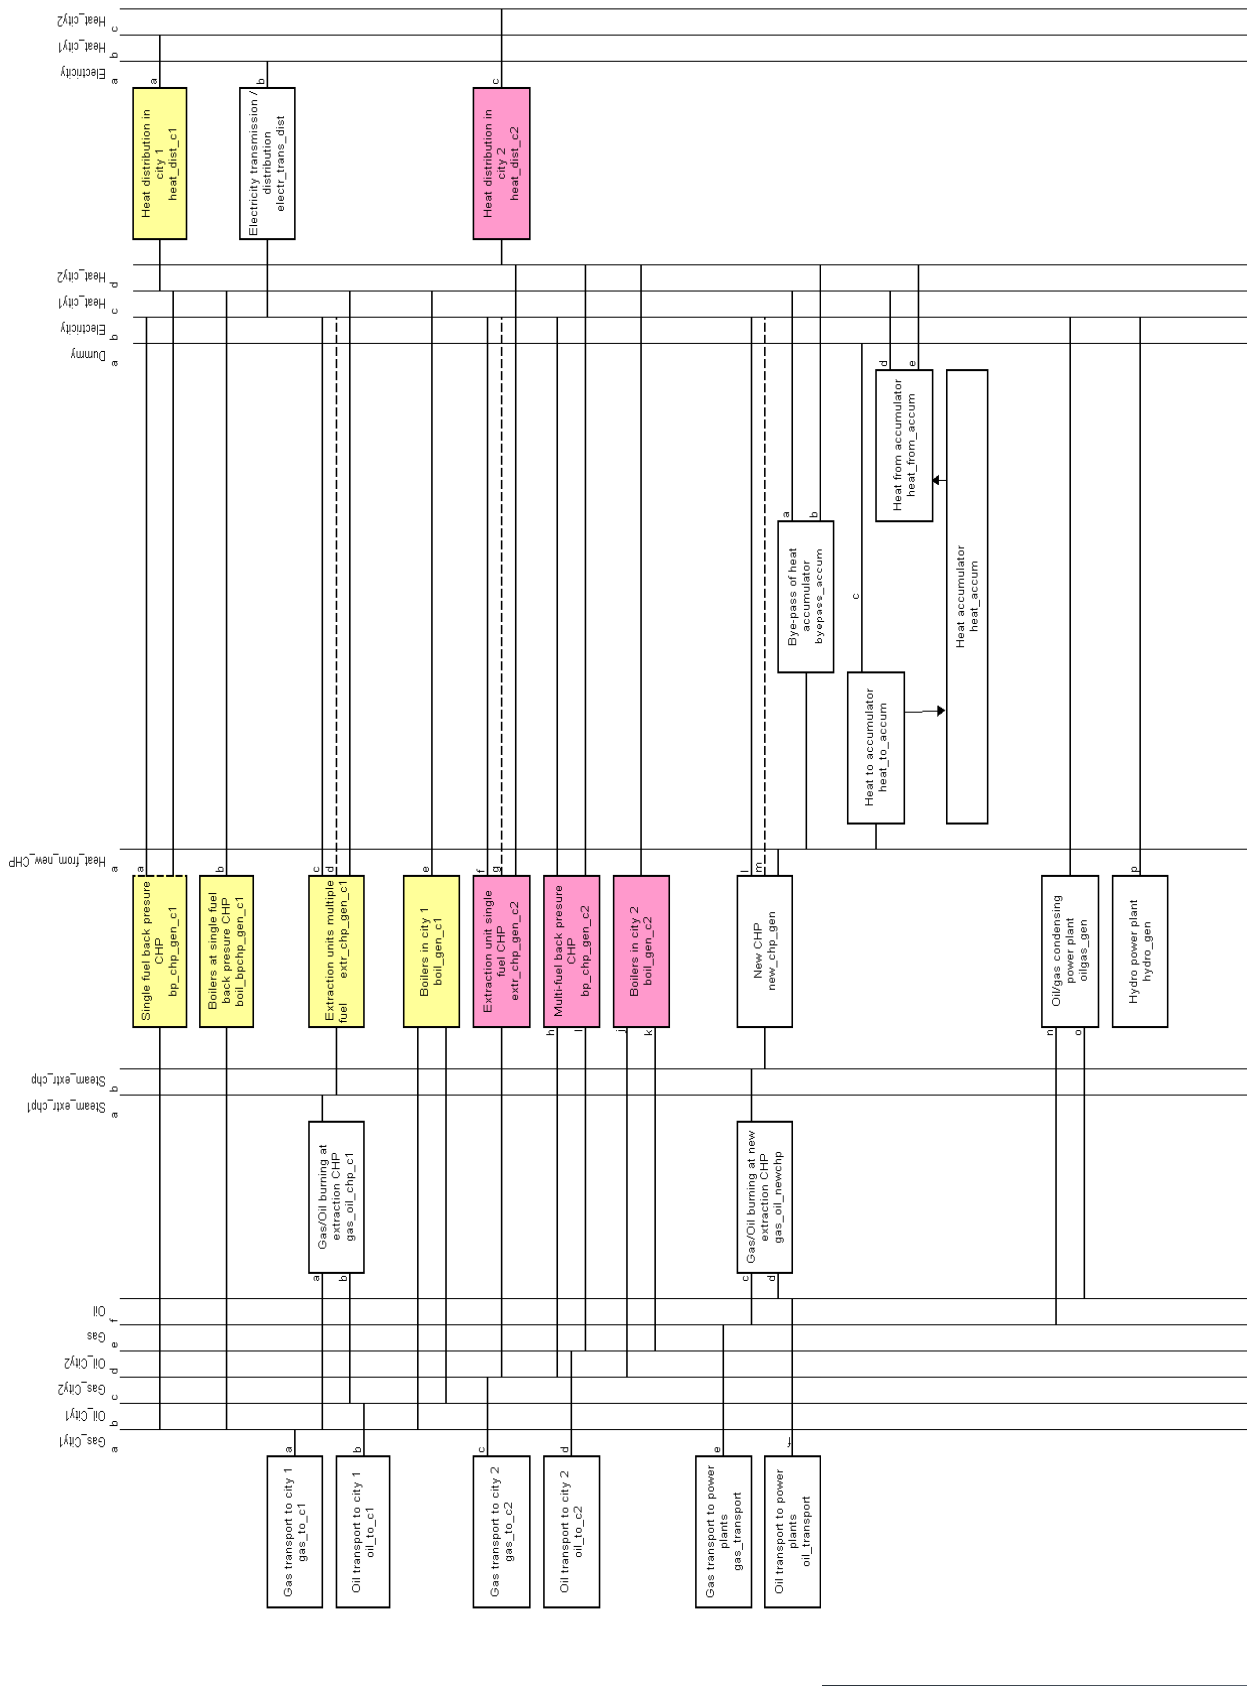 Heat_city2
c
Heat_city1
b
Electricity
a
a
b
c
Heat distribution in
city 1
heat_dist_c1
Electricity transmission /
distribution
electr_trans_dist
Heat distribution in
city 2
heat_dist_c2
Heat_city2
d
Heat_city1
c
Electricity
b
Dummy
a
d
e
Heat from accumulator
heat_from_accum
a
b
Bye-pass of heat
accumulator
byepass_accum
c
Heat to accumulator
heat_to_accum
Heat accumulator
heat_accum
Heat_from_new_CHP
a
a
b
c
d
e
f
g
l
m
p
Single fuel back presure
CHP
bp_chp_gen_c1
Boilers at single fuel
back presure CHP
boil_bpchp_gen_c1
Extraction units multiple
fuel extr_chp_gen_c1
Boilers in city 1
boil_gen_c1
Extraction unit single
fuel CHP
extr_chp_gen_c2
Multi-fuel back presure
CHP
bp_chp_gen_c2
Boilers in city 2
boil_gen_c2
New CHP
new_chp_gen
Oil/gas condensing
power plant
oilgas_gen
Hydro power plant
hydro_gen
h
I
j
k
n
o
Steam_extr_chp
b
Steam_extr_chp1
a
Gas/Oil burning at
extraction CHP
gas_oil_chp_c1
a
b
Gas/Oil burning at new
extraction CHP
gas_oil_newchp
c
d
Oil
f
Gas
e
Oil_City2
d
Gas_City2
c
Oil_City1
b
Gas_City1
a
a
b
c
d
e
f
Gas transport to city 1
gas_to_c1
Oil transport to city 1
oil_to_c1
Gas transport to city 2
gas_to_c2
Oil transport to city 2
oil_to_c2
Gas transport to power
plants
gas_transport
Oil transport to power
plants
oil_transport